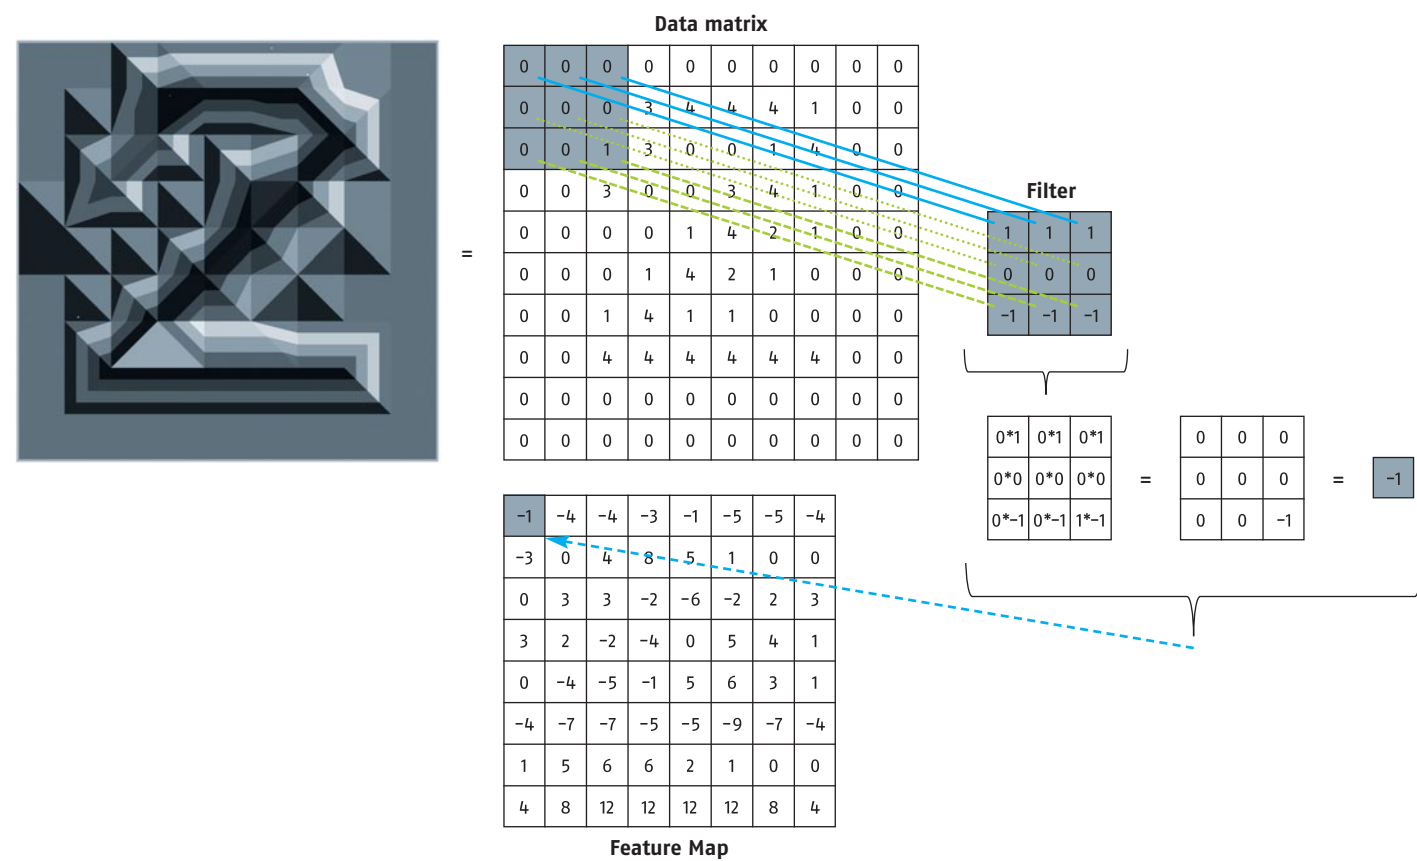 Data matrix
0 0 0 0 0 0 0 0 0 0
0 0 0 3 4 4 4 1 0 0
0 0 1 3 0 0 1 4 0 0
0 0 3 0 0 3 4 1 0 0
Filter
0 0 0 0 1 4 2 1 0 0
1 1 1
=
0 0 0 1 4 2 1 0 0 0
0 0 0
0 0 1 4 1 1 0 0 0 0
-1 -1 -1
0 0 4 4 4 4 4 4 0 0
0 0 0 0 0 0 0 0 0 0
0 0 0 0 0 0 0 0 0 0
0*1 0*1 0*1
0*0 0*0 0*0
0*-1 0*-1 1*-1
=
0 0 0
0 0 0
0 0 -1
=
-1
-1 -4 -4 -3 -1 -5 -5 -4
-3 0 4 8 5 1 0 0
0 3 3 -2 -6 -2 2 3
3 2 -2 -4 0 5 4 1
0 -4 -5 -1 5 6 3 1
-4 -7 -7 -5 -5 -9 -7 -4
1 5 6 6 2 1 0 0
4 8 12 12 12 12 8 4
Feature Map